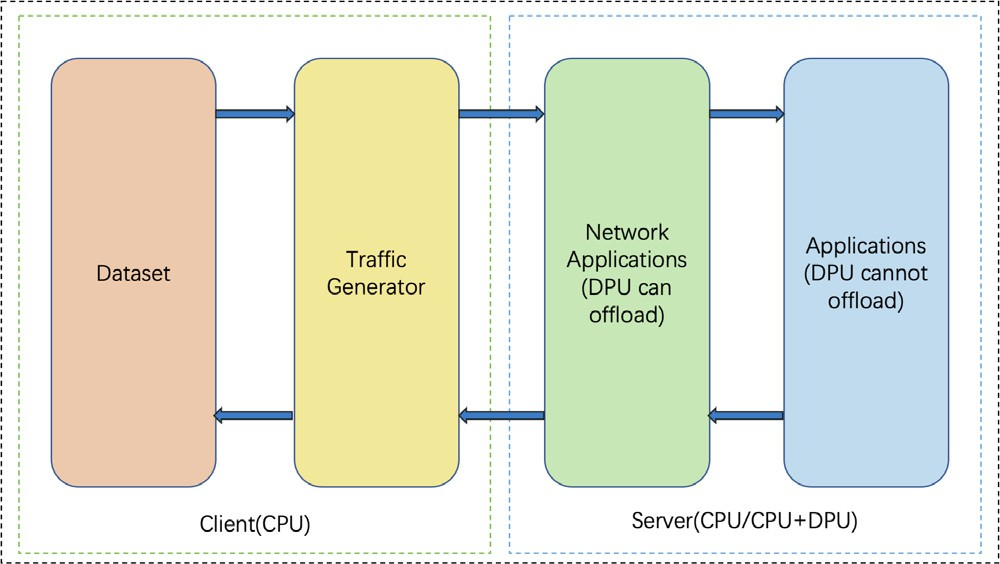 Dataset
Traffic
Generator
Network
Applications
(DPU can
offload)
Applications
(DPU cannot
offload)
Client(CPU)
Server(CPU/CPU+DPU)